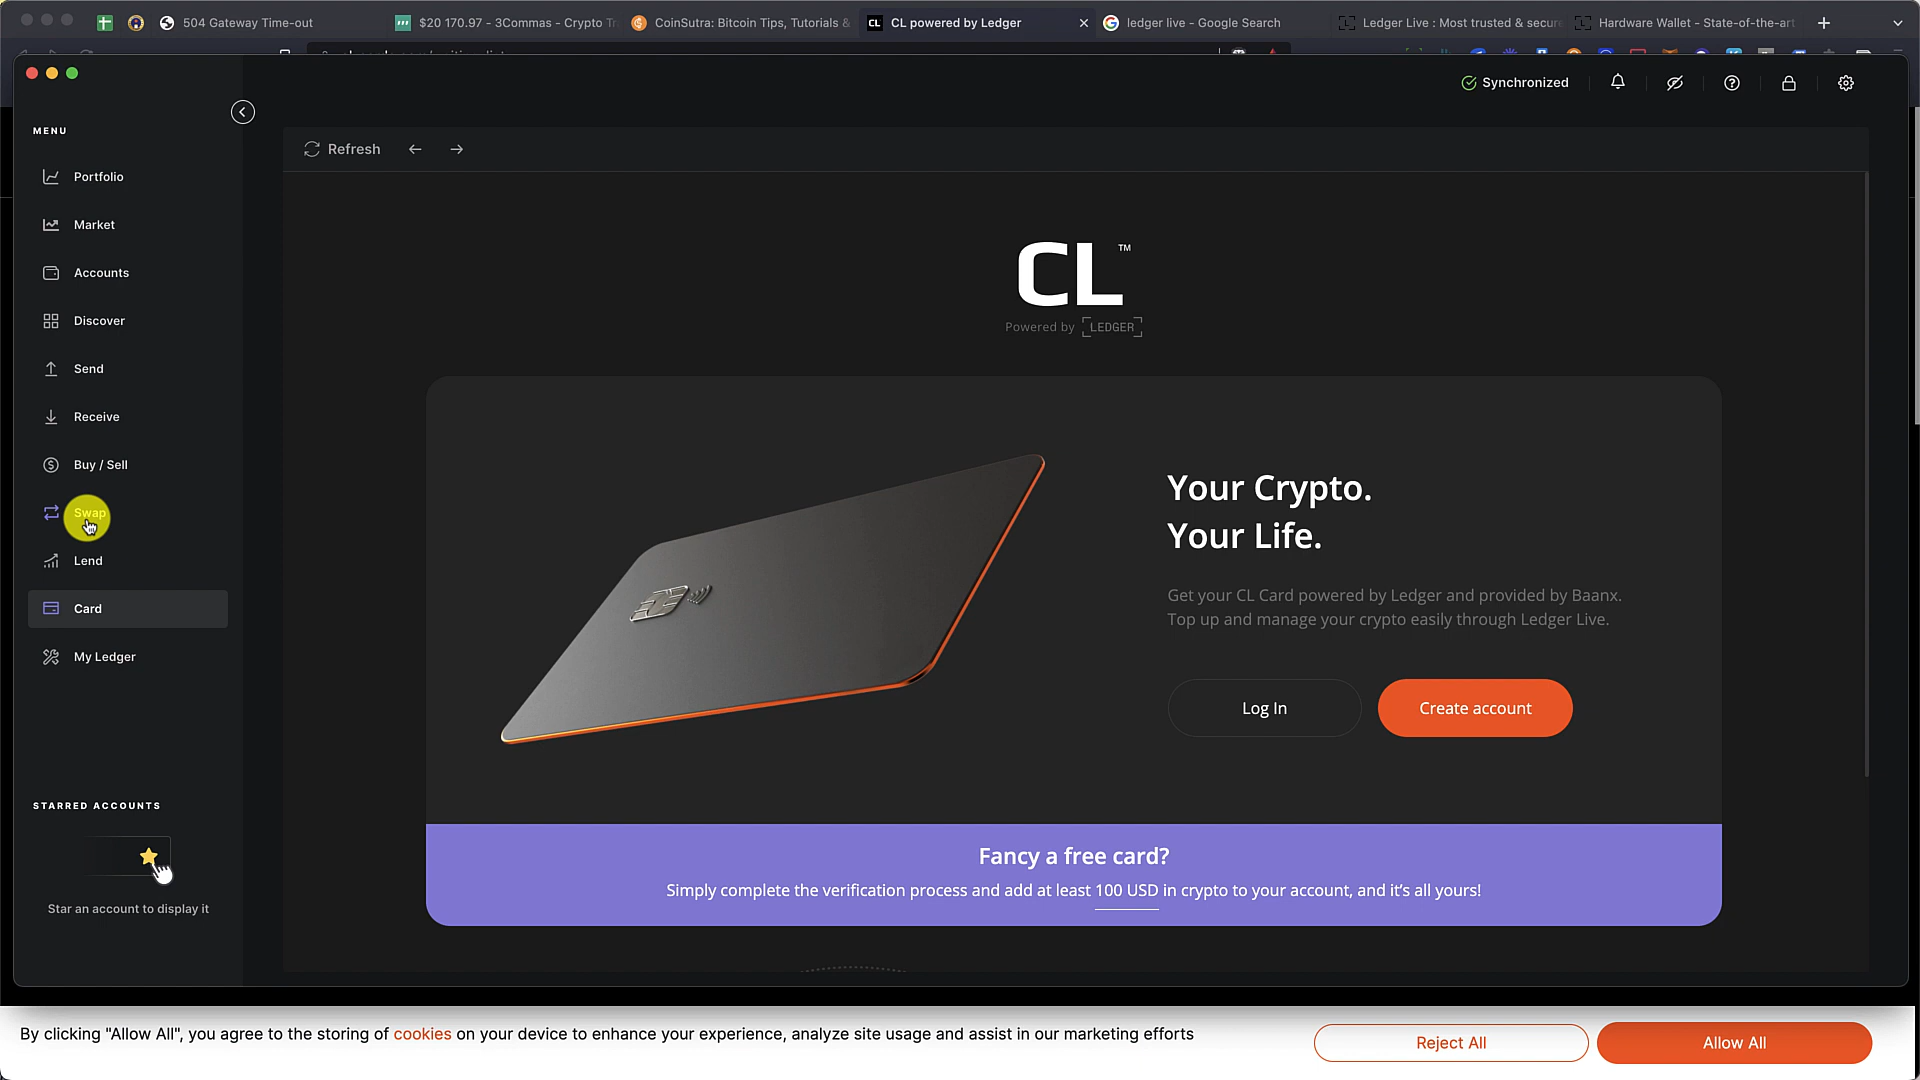 504 Gateway Time-out
$20 170.97 - 3Commas - Crypto Tr
CoinSutra: Bitcoin Tips, Tutorials &
CL powered by Ledger
ledger live - Google Search
Ledger Live : Most trusted & secure
Hardware Wallet - State-of-the-art
Synchronized
MENU
Refresh
Portfolio
Market
Accounts
Discover
Send
Receive
Buy / Sell
Swap
Lend
Card
My Ledger
STARRED ACCOUNTS
Star an account to display it
CL™
Powered by LEDGER
Your Crypto.
Your Life.
Get your CL Card powered by Ledger and provided by Baanx.
Top up and manage your crypto easily through Ledger Live.
Log In
Create account
Fancy a free card?
Simply complete the verification process and add at least 100 USD in crypto to your account, and it's all yours!
By clicking "Allow All", you agree to the storing of cookies on your device to enhance your experience, analyze site usage and assist in our marketing efforts
Reject All
Allow All